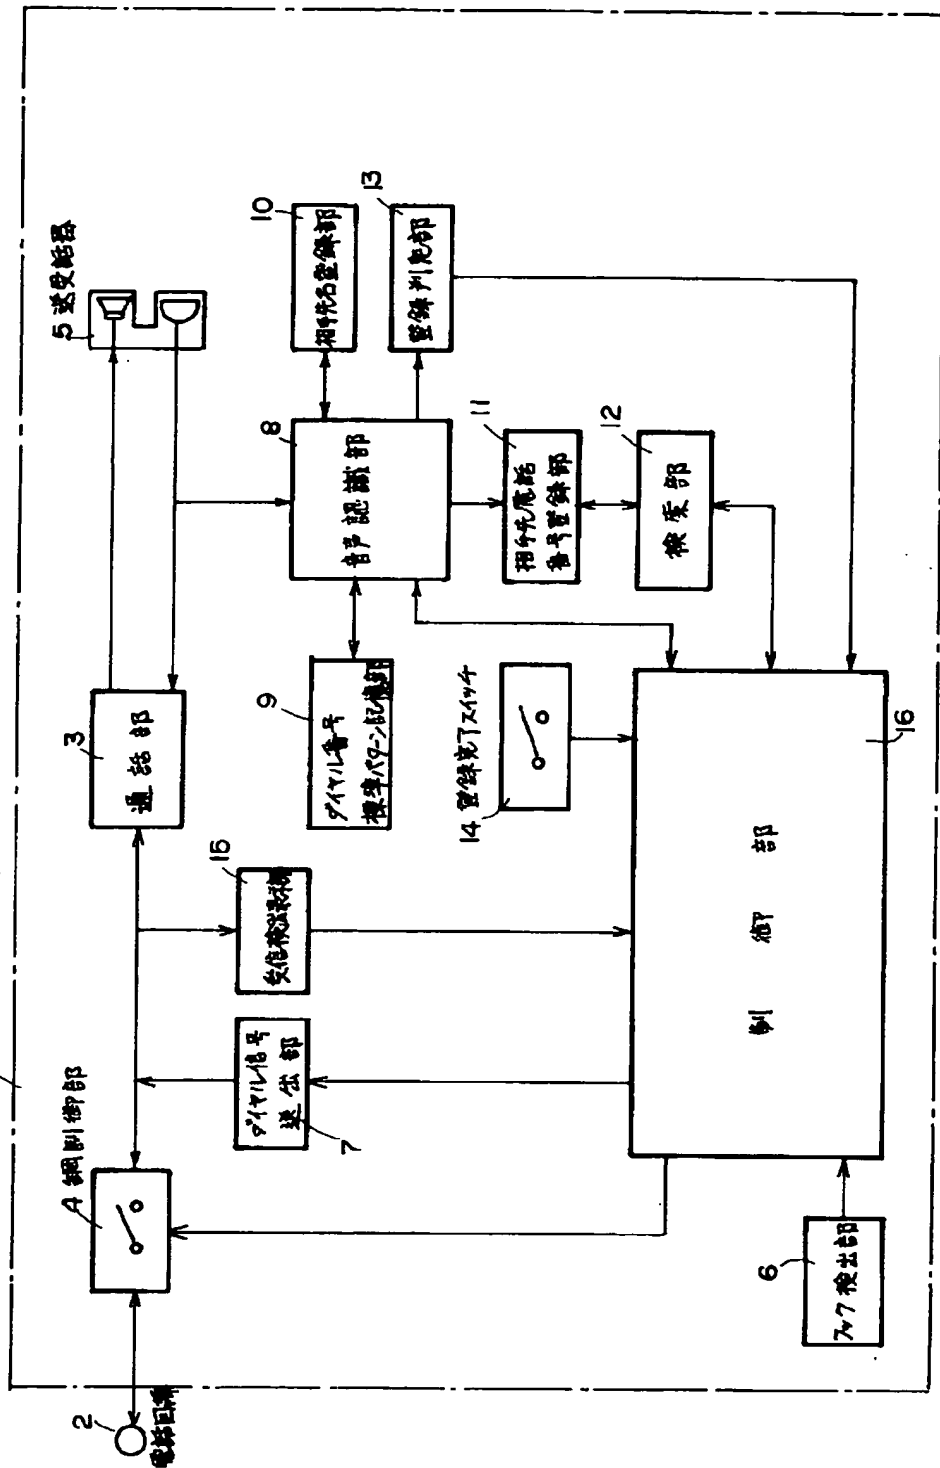 2
電話回線
4 網制御部
3
通話部
5 送受話器
ダイヤル信号
送出部
7
15
9
ダイヤル番号
標準パターン記憶部
8
音声認識部
10
相手先名登録部
13
登録判定部
11
相手先電話
番号登録部
12
検索部
14 登録完了スイッチ
16
制御部
6
フック検出部